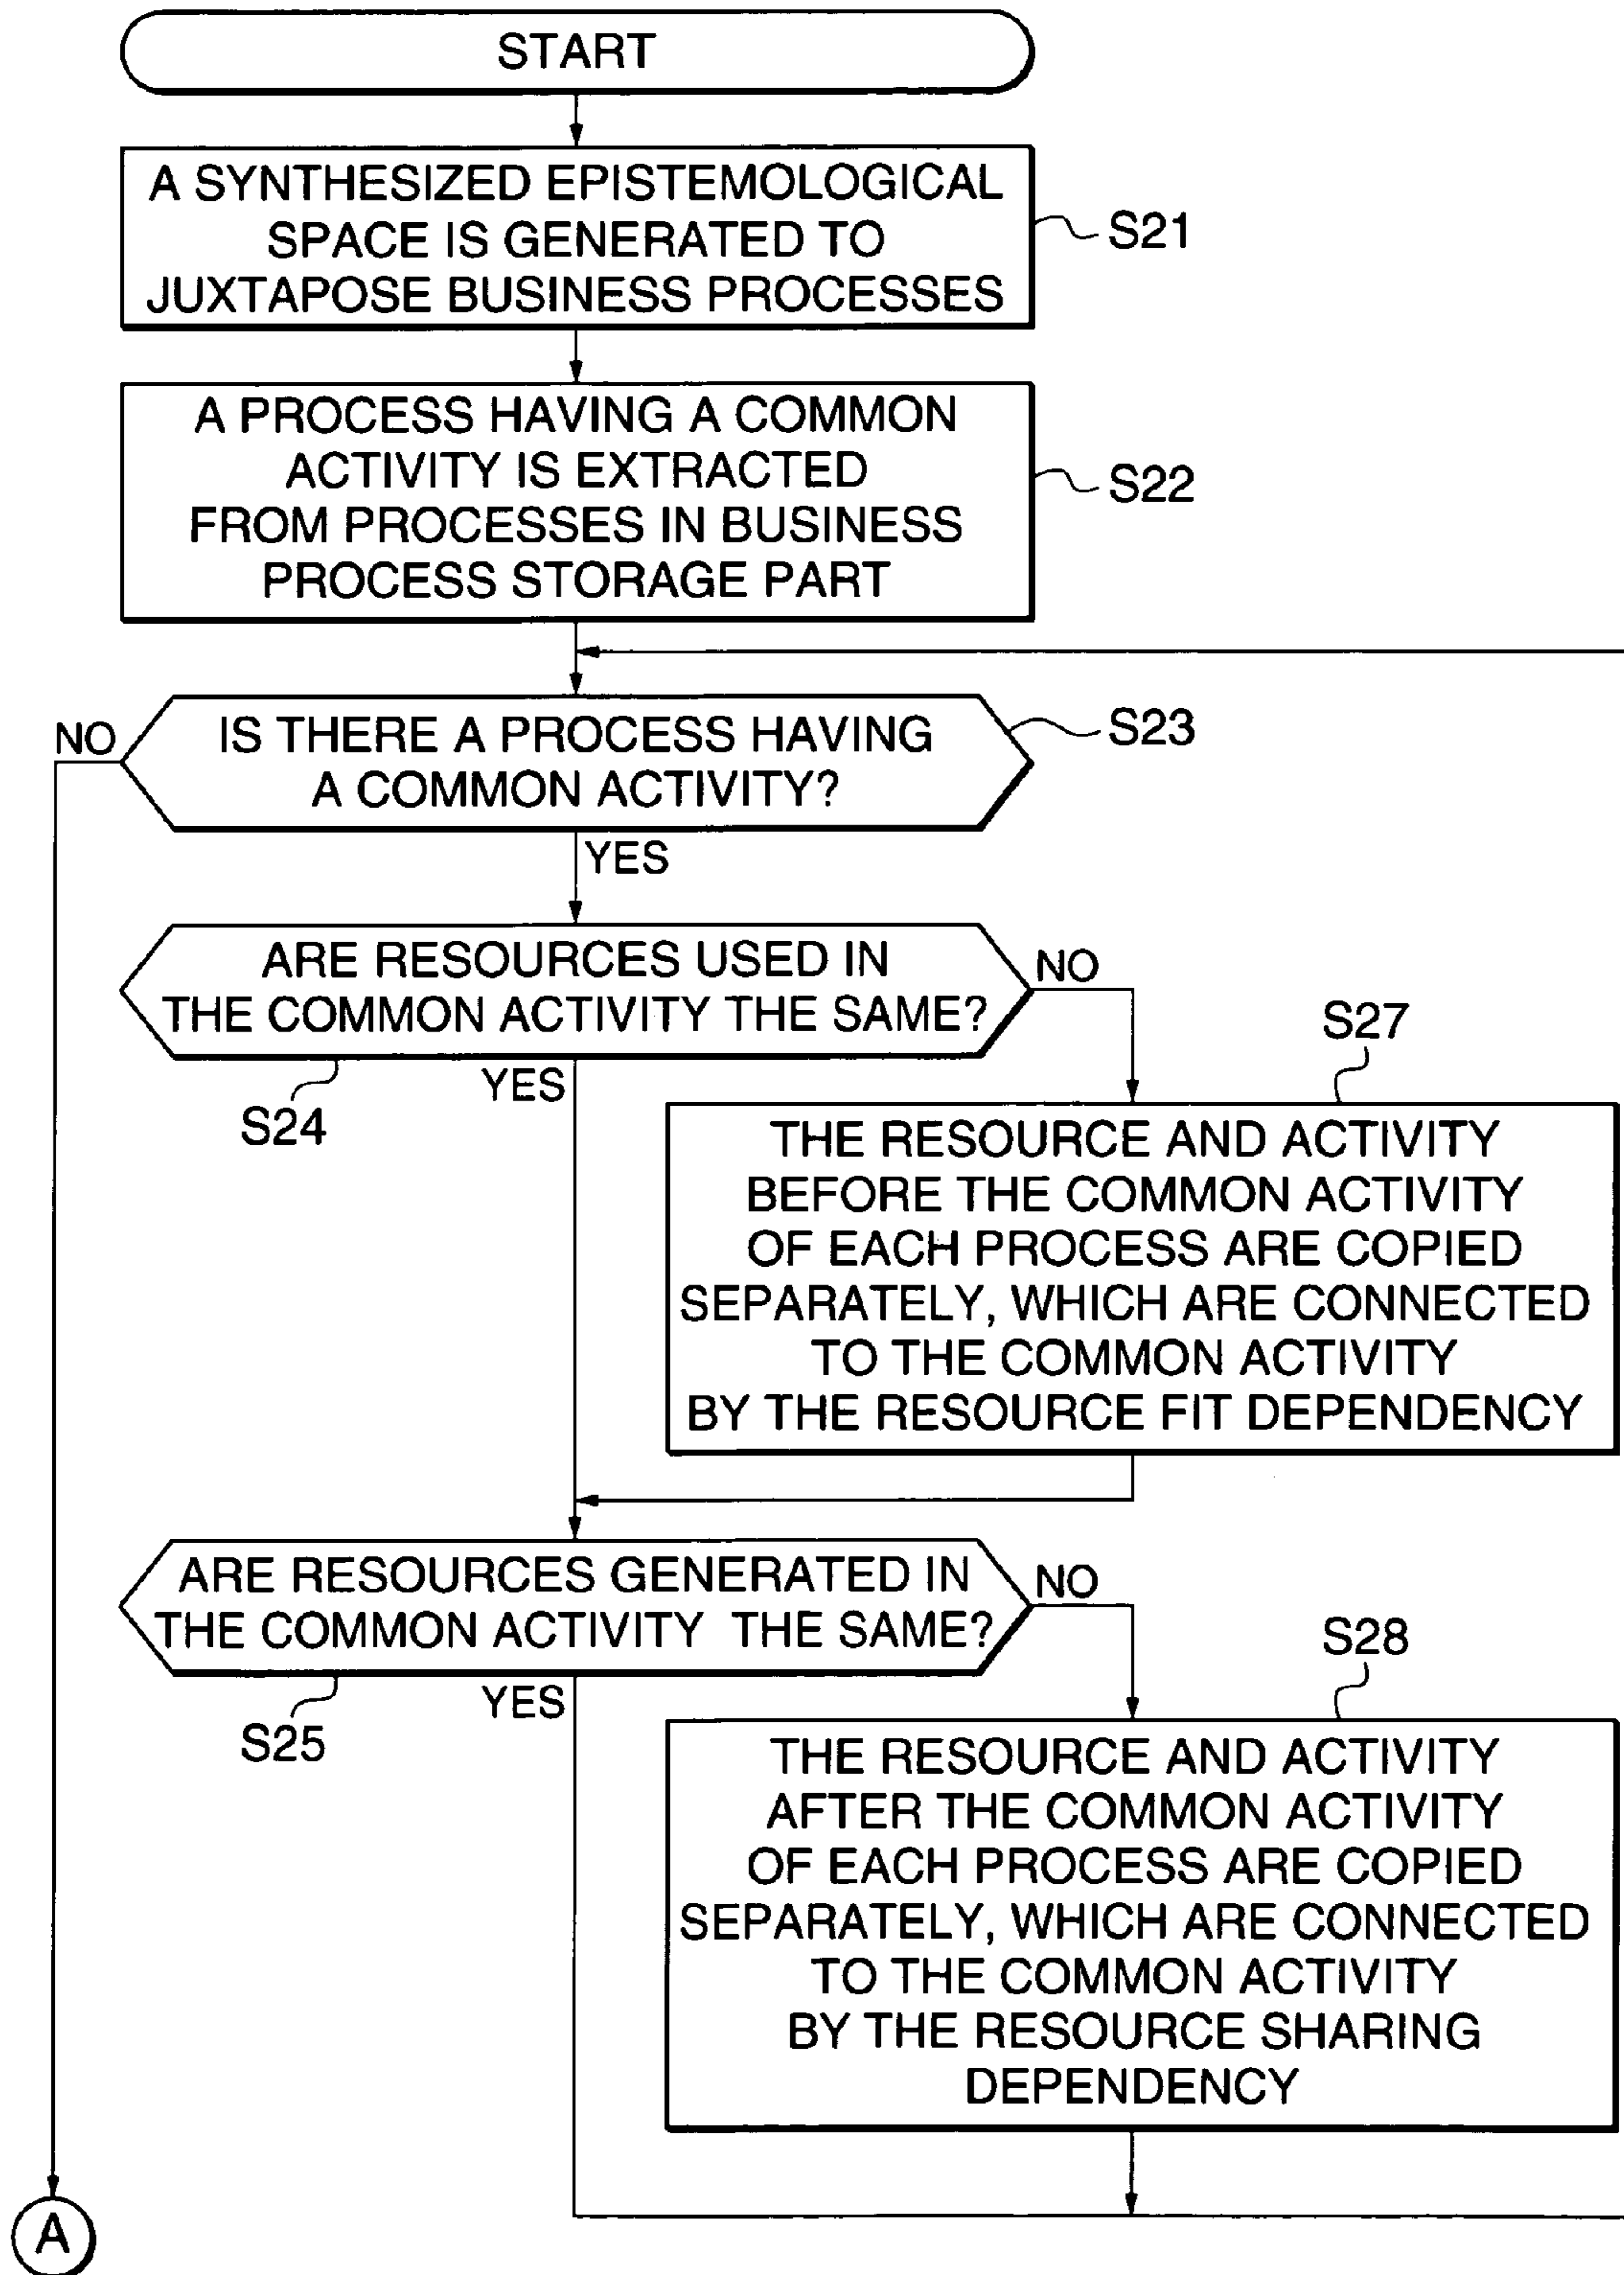 START
A SYNTHESIZED EPISTEMOLOGICAL
SPACE IS GENERATED TO
JUXTAPOSE BUSINESS PROCESSES
S21
A PROCESS HAVING A COMMON
ACTIVITY IS EXTRACTED
FROM PROCESSES IN BUSINESS
PROCESS STORAGE PART
S22
NO
IS THERE A PROCESS HAVING
A COMMON ACTIVITY?
S23
YES
ARE RESOURCES USED IN
THE COMMON ACTIVITY THE SAME?
NO
S24
YES
S27
THE RESOURCE AND ACTIVITY
BEFORE THE COMMON ACTIVITY
OF EACH PROCESS ARE COPIED
SEPARATELY, WHICH ARE CONNECTED
TO THE COMMON ACTIVITY
BY THE RESOURCE FIT DEPENDENCY
ARE RESOURCES GENERATED IN
THE COMMON ACTIVITY THE SAME?
NO
S25
YES
S28
THE RESOURCE AND ACTIVITY
AFTER THE COMMON ACTIVITY
OF EACH PROCESS ARE COPIED
SEPARATELY, WHICH ARE CONNECTED
TO THE COMMON ACTIVITY
BY THE RESOURCE SHARING
DEPENDENCY
A